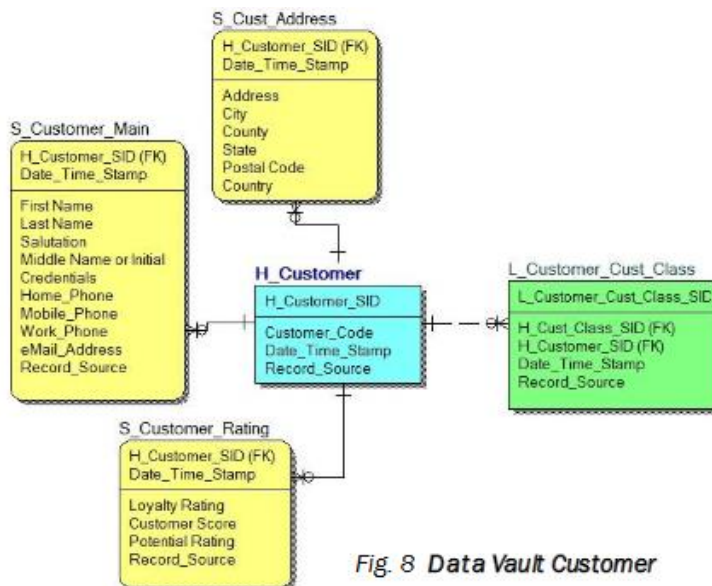 S_Cust_Address
H_Customer_SID (FK)
Date_Time_Stamp
Address
City
County
State
Postal Code
Country
S_Customer_Main
H_Customer_SID (FK)
Date_Time_Stamp
First Name
Last Name
Salutation
Middle Name or Initial
Credentials
Home_Phone
Mobile_Phone
Work_Phone
eMail_Address
Record_Source
H_Customer
H_Customer_SID
Customer_Code
Date_Time_Stamp
Record_Source
L_Customer_Cust_Class
L_Customer_Cust_Class_SID
H_Cust_Class_SID (FK)
H_Customer_SID (FK)
Date_Time_Stamp
Record_Source
S_Customer_Rating
H_Customer_SID (FK)
Date_Time_Stamp
Loyalty Rating
Customer Score
Potential Rating
Record_Source
Fig. 8 Data Vault Customer